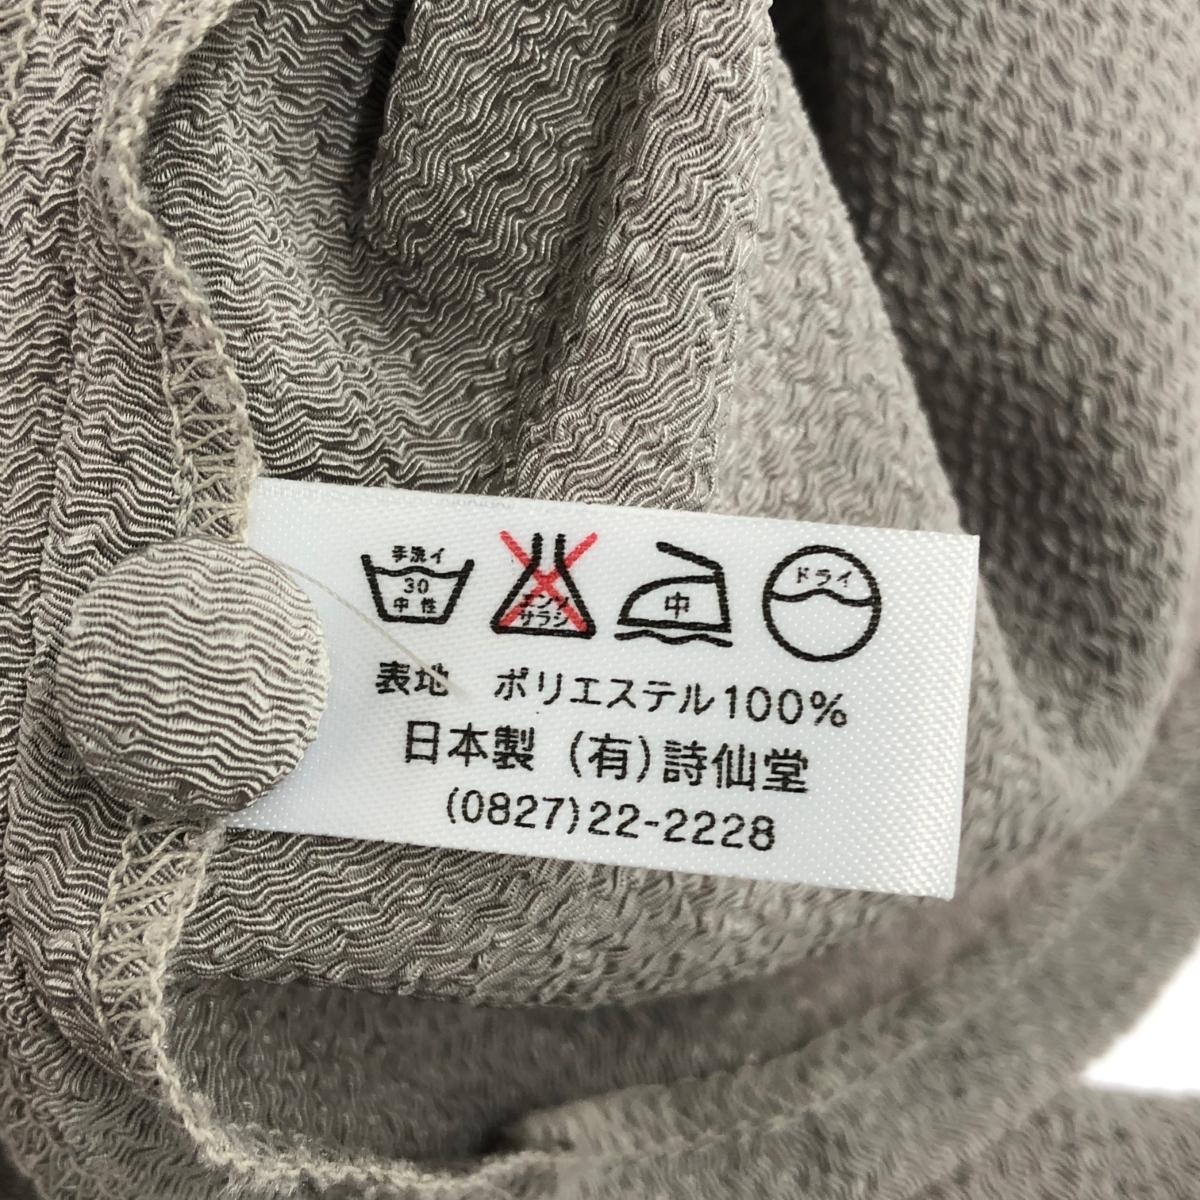 手洗イ
30
中性
エンソ
サラシ
中
ドライ
表地 ポリエステル100%
日本製 (有)詩仙堂
(0827)22-2228